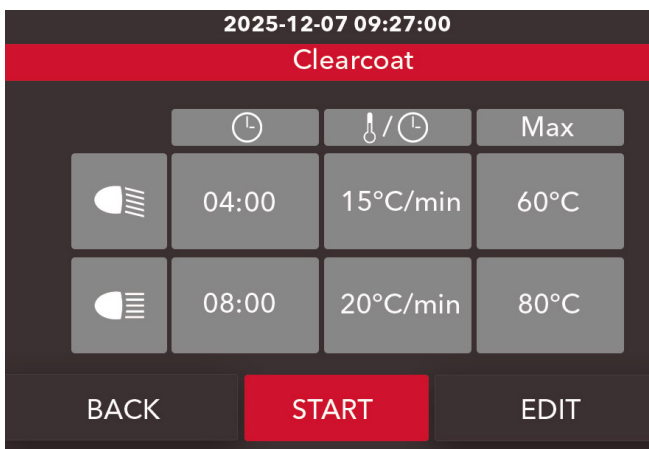 2025-12-07 09:27:00
Clearcoat
/ Max
04:00 15°C/min 60°C
08:00 20°C/min 80°C
BACK START EDIT